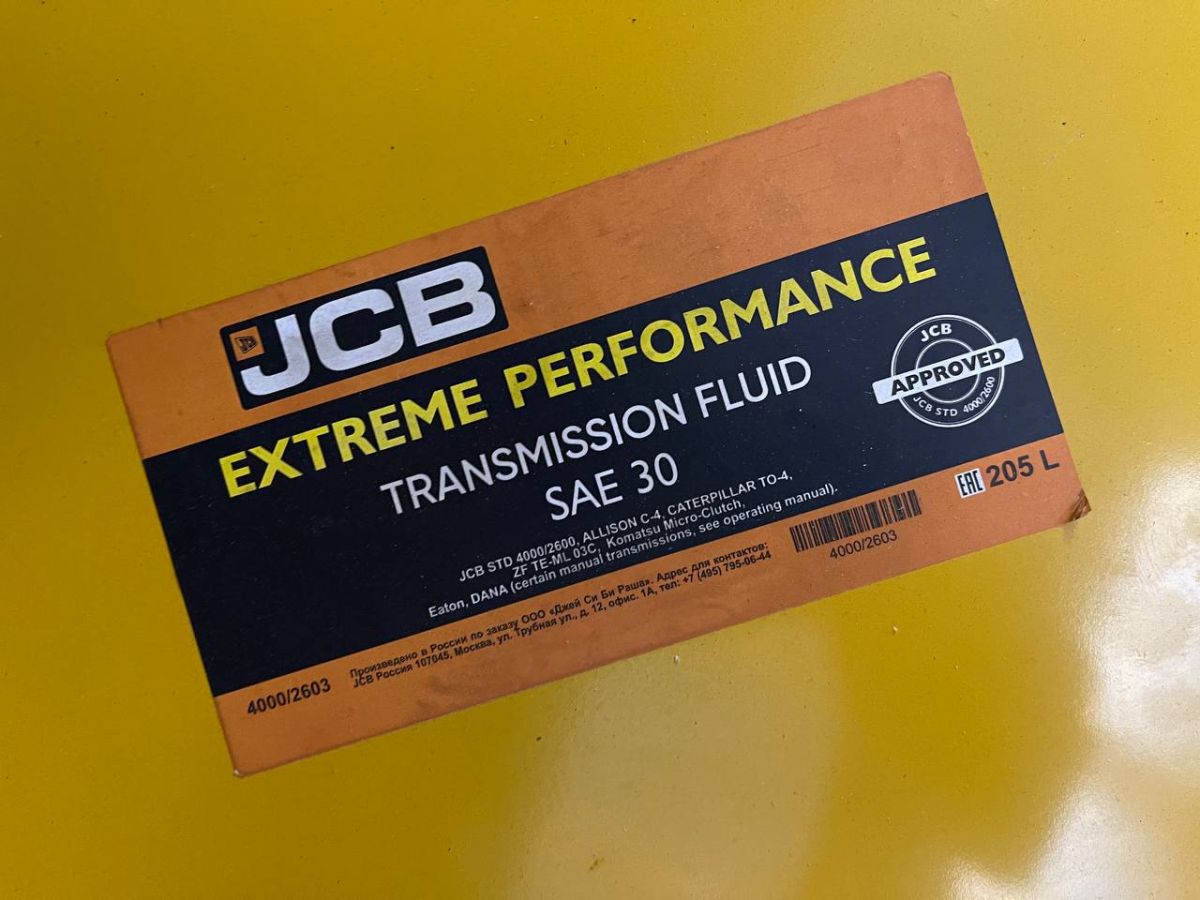 JCB
JCB
EXTREME PERFORMANCE
TRANSMISSION FLUID
SAE 30
JCB
APPROVED
JCB STD 4000/2600
JCB STD 4000/2600, ALLISON C-4, CATERPILLAR TO-4,
ZF TE-ML 03C, Komatsu Micro-Clutch,
Eaton, DANA (certain manual transmissions, see operating manual).
EAC 205 L
4000/2603
Произведено в России по заказу ООО «Джей Си Би Раша». Адрес для контактов:
JCB Россия 107045, Москва, ул. Трубная ул., д. 12, офис. 1А, тел: +7 (495) 795-06-44
4000/2603